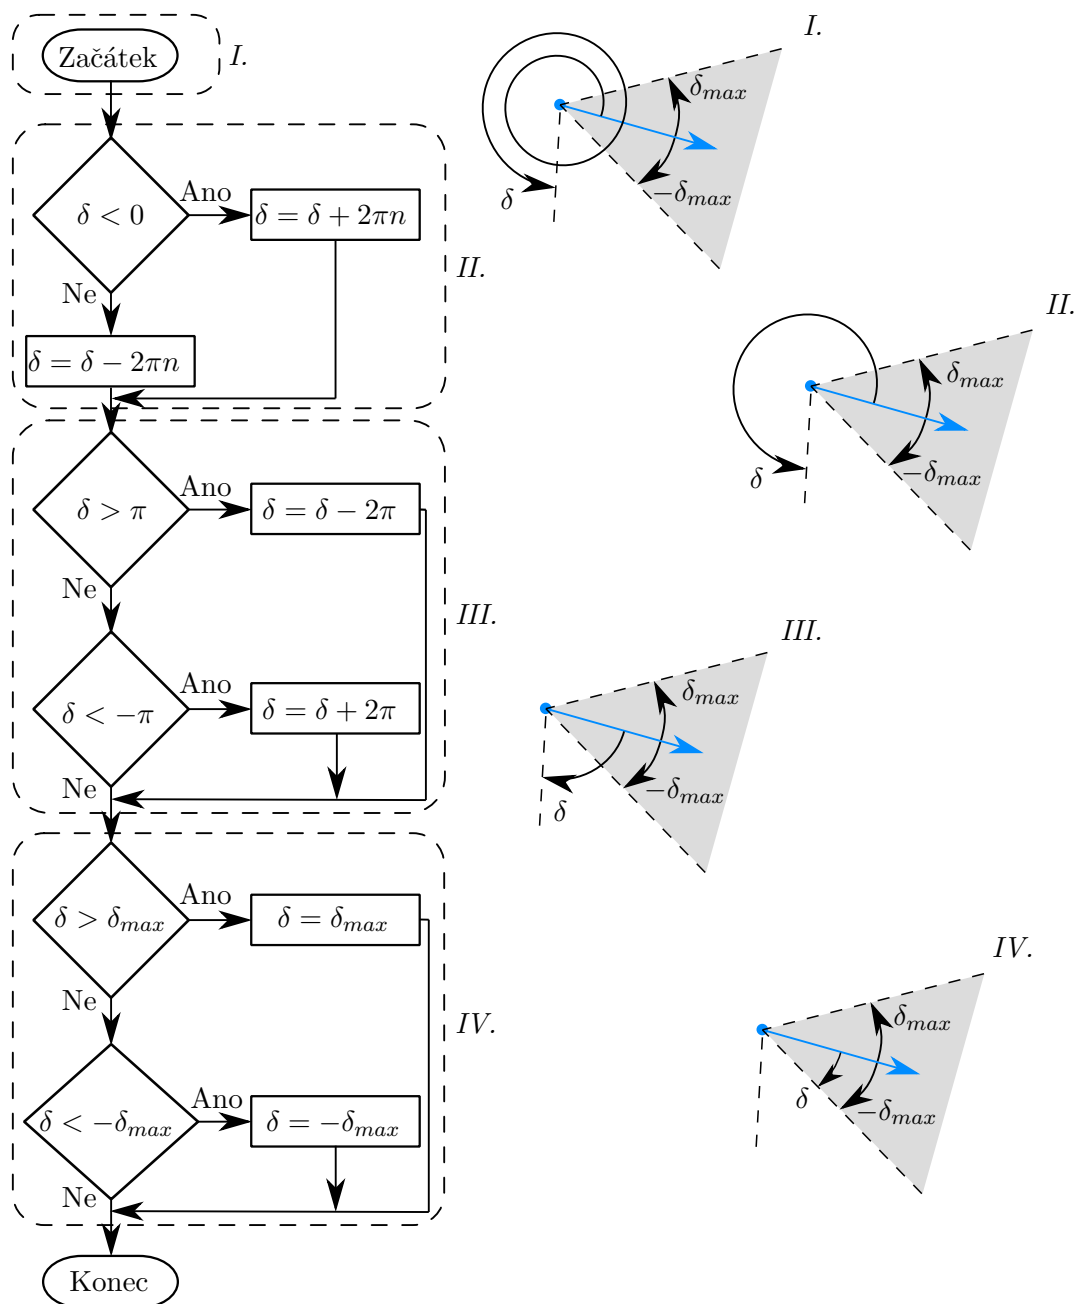 Začátek
I.
δ < 0
Ano
δ = δ + 2πn
Ne
δ = δ − 2πn
II.
δ > π
Ano
δ = δ − 2π
Ne
δ < −π
Ano
δ = δ + 2π
Ne
III.
δ > δmax
Ano
δ = δmax
Ne
δ < −δmax
Ano
δ = −δmax
Ne
IV.
Konec
I.
δmax
−δmax
δ
II.
δmax
−δmax
δ
III.
δmax
−δmax
δ
IV.
δmax
−δmax
δ